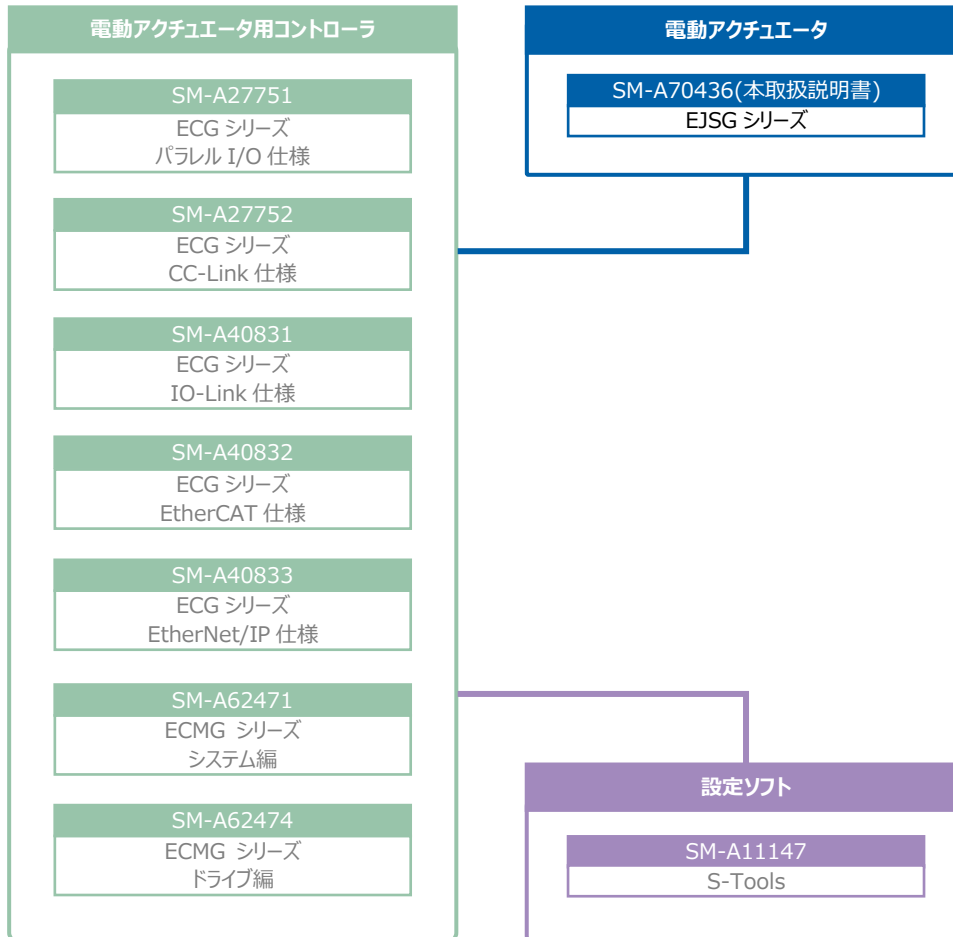 電動アクチュエータ用コントローラ
SM-A27751
ECG シリーズ
パラレル I/O 仕様
SM-A27752
ECG シリーズ
CC-Link 仕様
SM-A40831
ECG シリーズ
IO-Link 仕様
SM-A40832
ECG シリーズ
EtherCAT 仕様
SM-A40833
ECG シリーズ
EtherNet/IP 仕様
SM-A62471
ECMG シリーズ
システム編
SM-A62474
ECMG シリーズ
ドライブ編
電動アクチュエータ
SM-A70436(本取扱説明書)
EJSG シリーズ
設定ソフト
SM-A11147
S-Tools